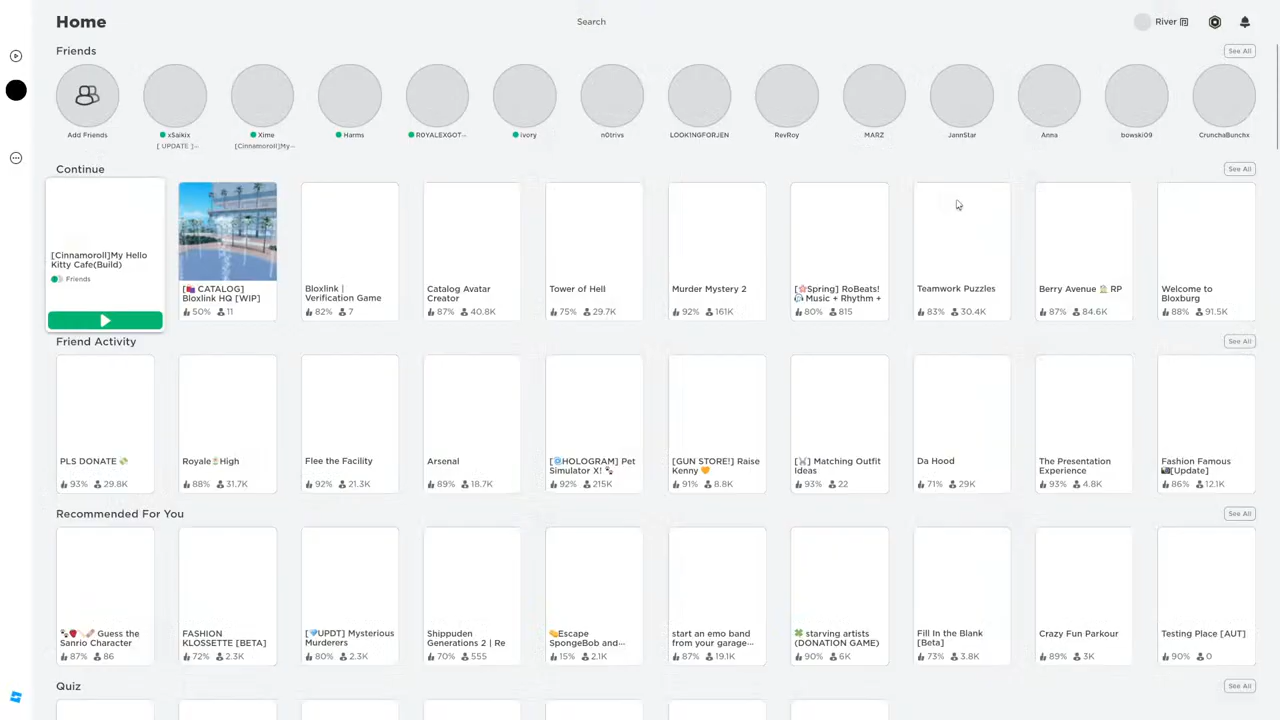 Home
Search
River
Friends
See All
Add Friends
xSaikix
[ UPDATE ]--
Xime
[Cinnamoroll]My--
Harms
R0YALEXGOT--
ivory
n0trivs
LOOK1NGFORJEN
RevRoy
MARZ
JannStar
Anna
bowski09
CrunchaBunchx
Continue
See All
[Cinnamoroll]My Hello
Kitty Cafe(Build)
Friends
[🛍️ CATALOG]
Bloxlink HQ [WIP]
50% 11
Bloxlink |
Verification Game
82% 7
Catalog Avatar
Creator
87% 40.8K
Tower of Hell
75% 29.7K
Murder Mystery 2
92% 161K
[🌸Spring] RoBeats!
🎧 Music + Rhythm +
80% 815
Teamwork Puzzles
83% 30.4K
Berry Avenue 🏠 RP
87% 84.6K
Welcome to
Bloxburg
88% 91.5K
Friend Activity
See All
PLS DONATE 💸
93% 29.8K
Royale🏰High
88% 31.7K
Flee the Facility
92% 21.3K
Arsenal
89% 18.7K
[🌀HOLOGRAM] Pet
Simulator X! 🐾
92% 215K
[GUN STORE!] Raise
Kenny 🧡
91% 8.8K
[🦋] Matching Outfit
Ideas
93% 22
Da Hood
71% 29K
The Presentation
Experience
93% 4.8K
Fashion Famous
📸[Update]
86% 12.1K
Recommended For You
See All
Guess the
Sanrio Character
87% 86
FASHION
KLOSSETTE [BETA]
72% 2.3K
[💎UPDT] Mysterious
Murderers
80% 2.3K
Shippuden
Generations 2 | Re
70% 555
Escape
SpongeBob and--
15% 2.1K
start an emo band
from your garage--
87% 19.1K
🍀 starving artists
(DONATION GAME)
90% 6K
Fill In the Blank
[Beta]
73% 3.8K
Crazy Fun Parkour
89% 3K
Testing Place [AUT]
90% 0
Quiz
See All